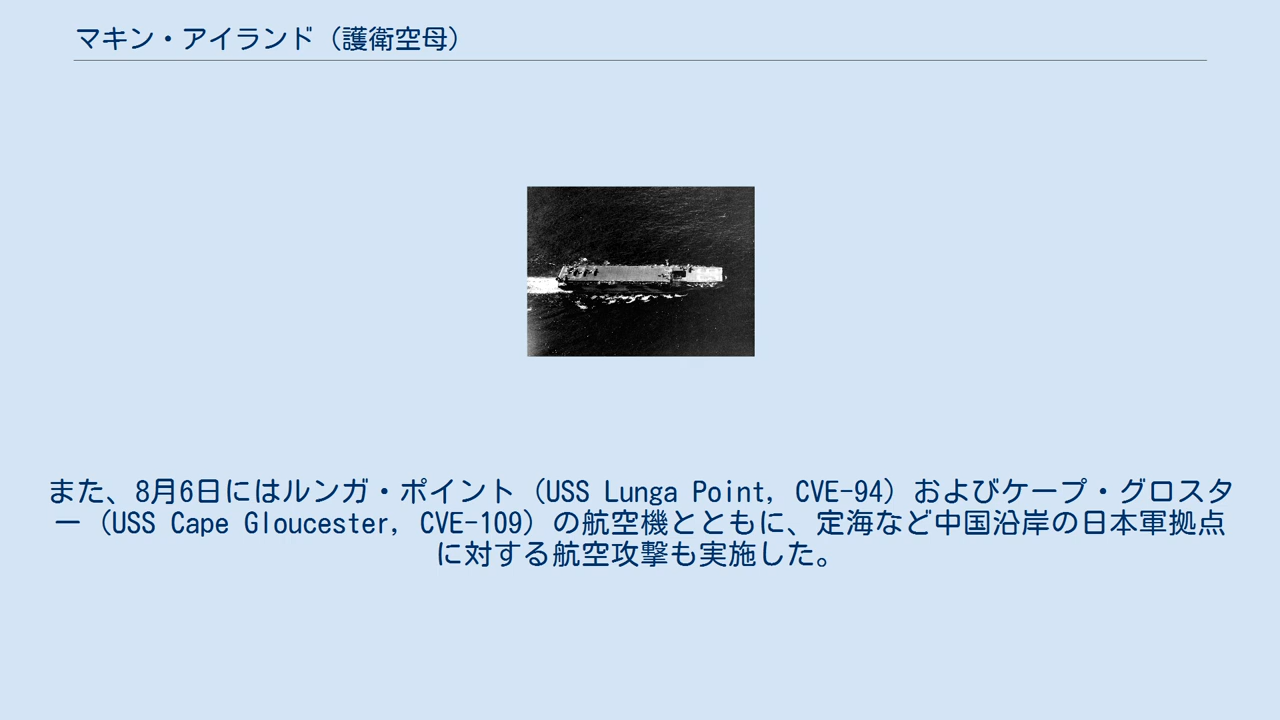 マキン・アイランド（護衛空母）
また、8月6日にはルンガ・ポイント（USS Lunga Point, CVE-94）およびケープ・グロスタ
ー（USS Cape Gloucester, CVE-109）の航空機とともに、定海など中国沿岸の日本軍拠点
に対する航空攻撃も実施した。